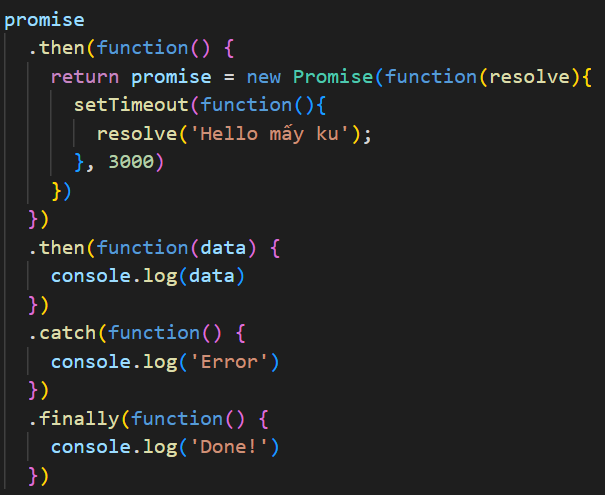 promise
.then(function() {
return promise = new Promise(function(resolve){
setTimeout(function(){
resolve('Hello mấy ku');
}, 3000)
})
})
.then(function(data) {
console.log(data)
})
.catch(function() {
console.log('Error')
})
.finally(function() {
console.log('Done!')
})